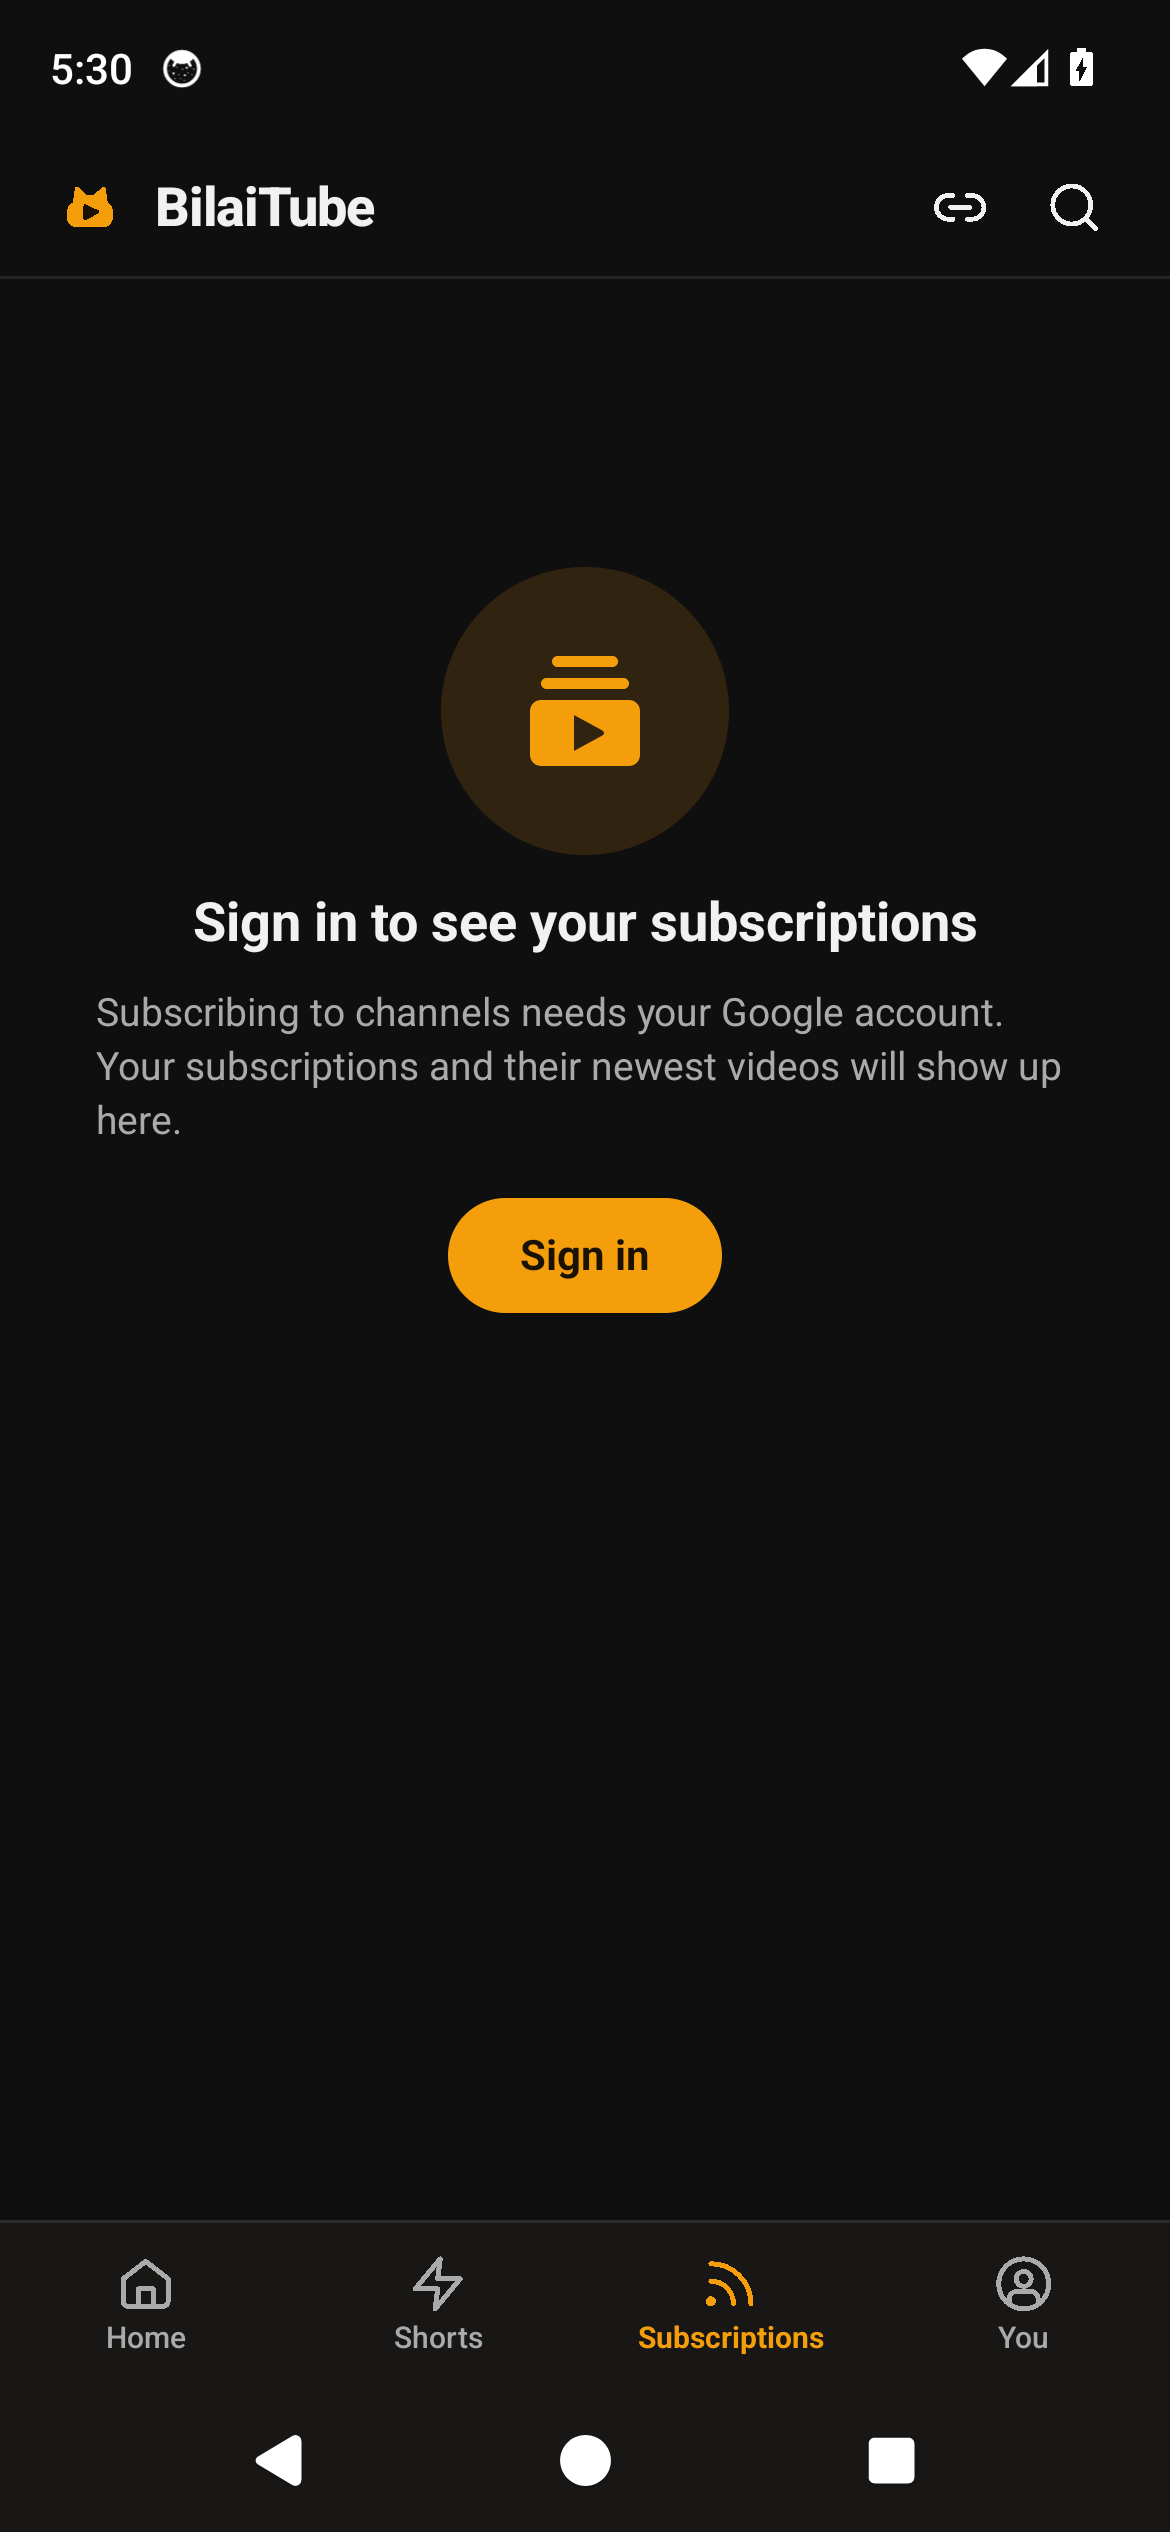 5:30
BilaiTube
Sign in to see your subscriptions
Subscribing to channels needs your Google account.
Your subscriptions and their newest videos will show up
here.
Sign in
Home
Shorts
Subscriptions
You